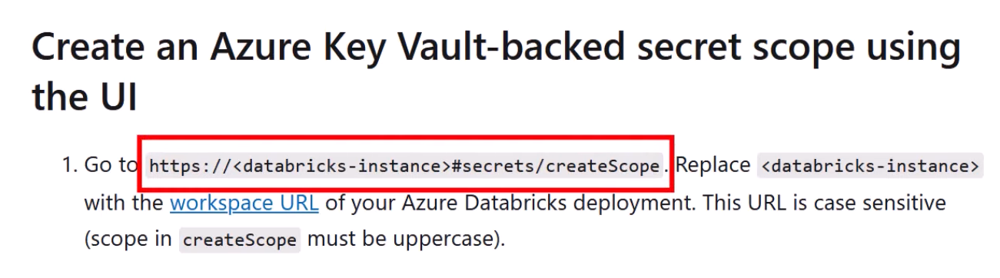 Create an Azure Key Vault-backed secret scope using
the UI
1. Go to https://<databricks-instance>#secrets/createScope. Replace <databricks-instance>
with the workspace URL of your Azure Databricks deployment. This URL is case sensitive
(scope in createScope must be uppercase).